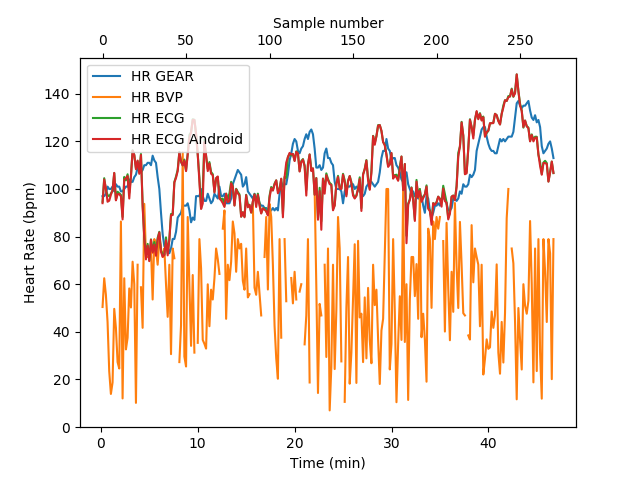 Sample number
0 50 100 150 200 250
HR GEAR
HR BVP
HR ECG
HR ECG Android
140
120
100
80
60
40
20
0
Heart Rate (bpm)
0 10 20 30 40
Time (min)